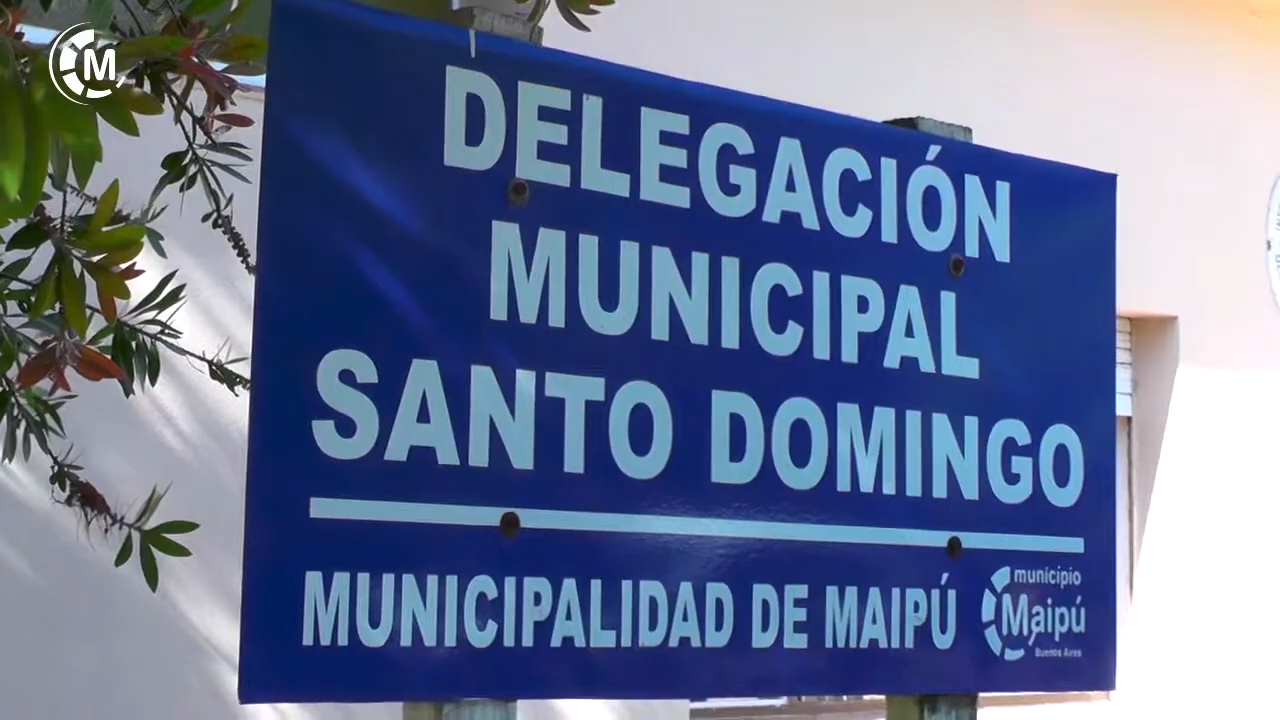 M
DELEGACIÓN
MUNICIPAL
SANTO DOMINGO
MUNICIPALIDAD DE MAIPÚ
municipio
Maipú
Buenos Aires